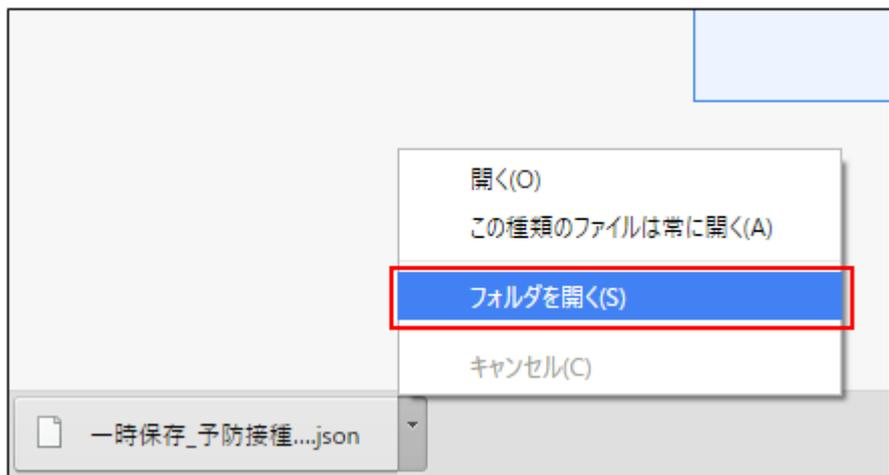 開く(O)
この種類のファイルは常に開く(A)
フォルダを開く(S)
キャンセル(C)
一時保存_予防接種....json